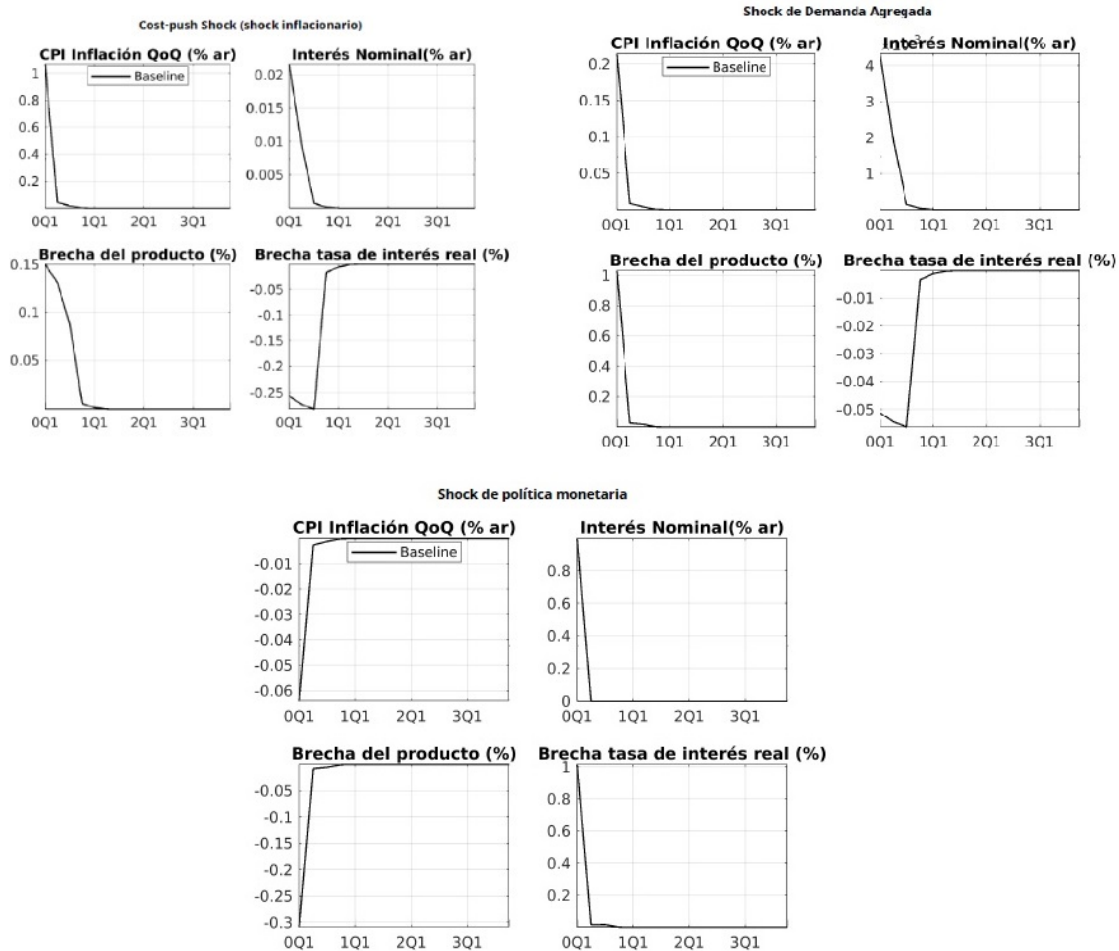 Cost-push Shock (shock inflacionario)
CPI Inflación QoQ (% ar)
Interés Nominal(% ar)
Baseline
1
0.8
0.6
0.4
0.2
0Q1 1Q1 2Q1 3Q1
0.02
0.015
0.01
0.005
0Q1 1Q1 2Q1 3Q1
Brecha del producto (%)
Brecha tasa de interés real (%)
0.15
0.1
0.05
0Q1 1Q1 2Q1 3Q1
-0.05
-0.1
-0.15
-0.2
-0.25
0Q1 1Q1 2Q1 3Q1
Shock de Demanda Agregada
CPI Inflación QoQ (% ar)
Interés Nominal(% ar)
Baseline
0.2
0.15
0.1
0.05
0Q1 1Q1 2Q1 3Q1
4
3
2
1
0Q1 1Q1 2Q1 3Q1
Brecha del producto (%)
Brecha tasa de interés real (%)
1
0.8
0.6
0.4
0.2
0Q1 1Q1 2Q1 3Q1
-0.01
-0.02
-0.03
-0.04
-0.05
0Q1 1Q1 2Q1 3Q1
Shock de política monetaria
CPI Inflación QoQ (% ar)
Interés Nominal(% ar)
Baseline
-0.01
-0.02
-0.03
-0.04
-0.05
-0.06
0Q1 1Q1 2Q1 3Q1
0.8
0.6
0.4
0.2
0
0Q1 1Q1 2Q1 3Q1
Brecha del producto (%)
Brecha tasa de interés real (%)
-0.05
-0.1
-0.15
-0.2
-0.25
-0.3
0Q1 1Q1 2Q1 3Q1
1
0.8
0.6
0.4
0.2
0Q1 1Q1 2Q1 3Q1